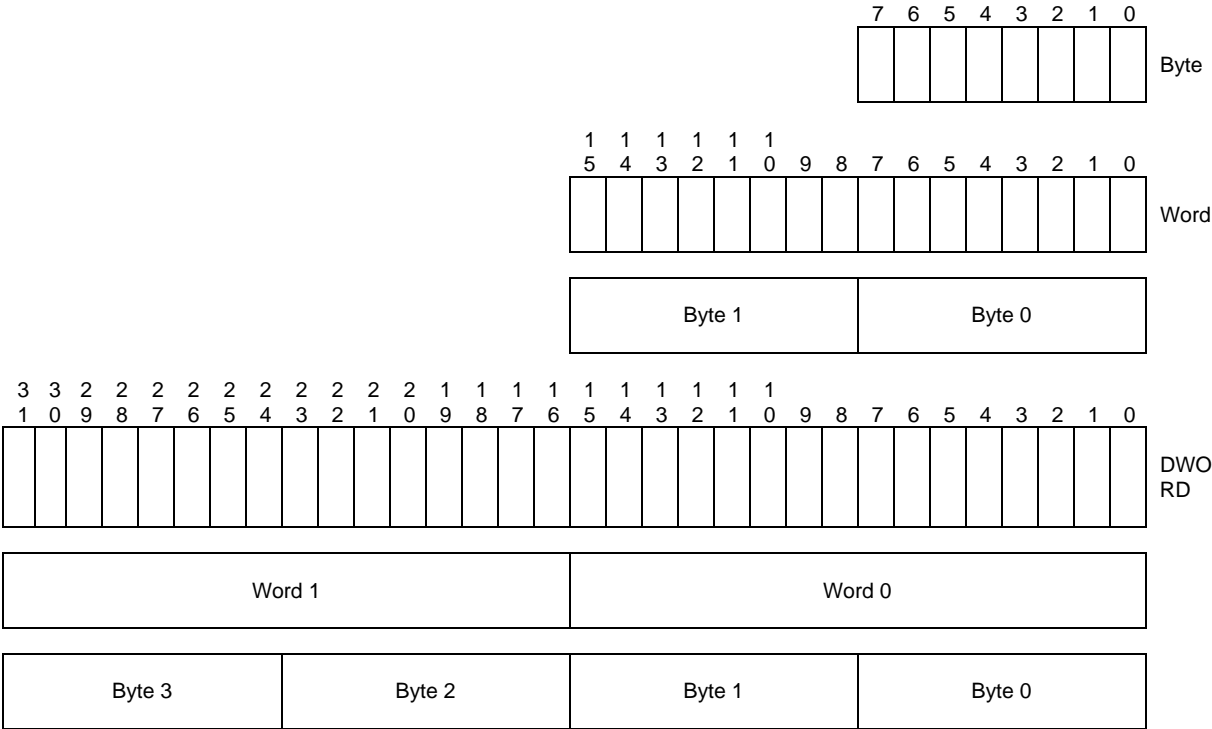 7 6 5 4 3 2 1 0
Byte
1 1 1 1 1 1
5 4 3 2 1 0 9 8 7 6 5 4 3 2 1 0
Word
Byte 1 Byte 0
3 3 2 2 2 2 2 2 2 2 2 2 1 1 1 1 1 1 1 1 1 1
1 0 9 8 7 6 5 4 3 2 1 0 9 8 7 6 5 4 3 2 1 0 9 8 7 6 5 4 3 2 1 0
DWO
RD
Word 1 Word 0
Byte 3 Byte 2 Byte 1 Byte 0